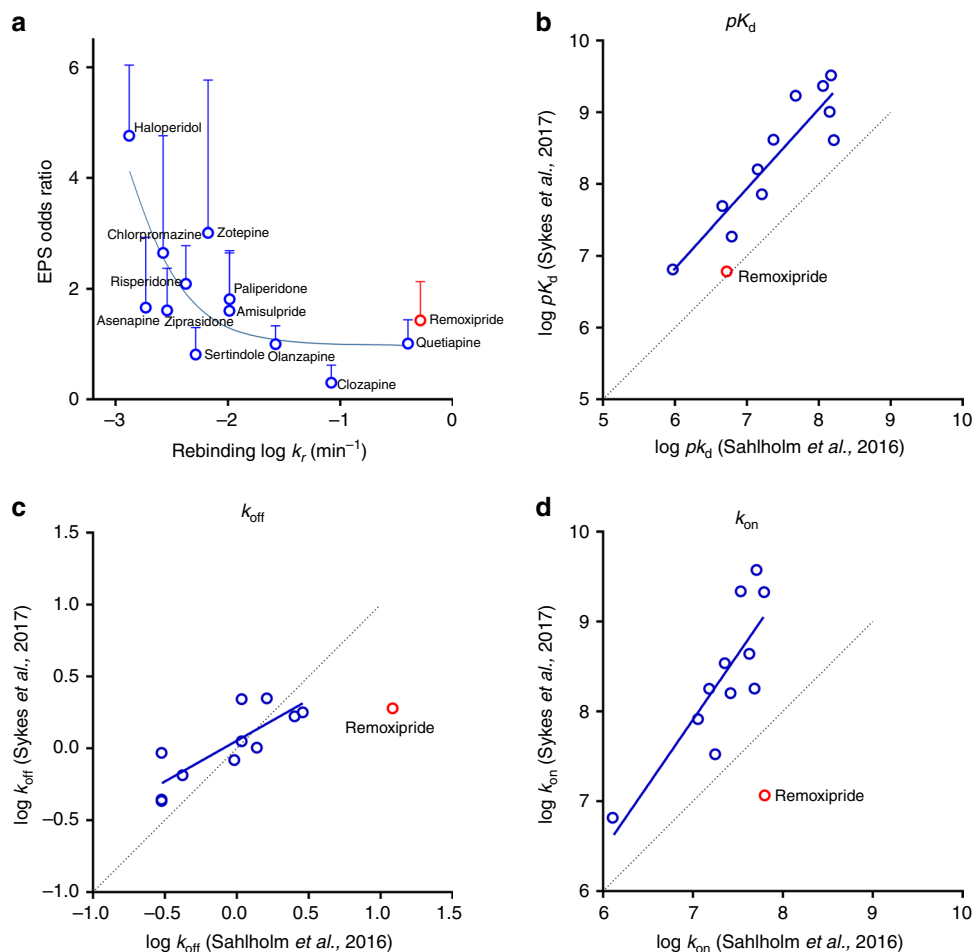 a
EPS odds ratio
6
4
2
0
−3
−2
−1
0
Rebinding log kr (min−1)
Haloperidol
Chlorpromazine
Zotepine
Risperidone
Paliperidone
Asenapine
Ziprasidone
Amisulpride
Sertindole
Olanzapine
Clozapine
Remoxipride
Quetiapine
b
pKd
log pKd (Sykes et al., 2017)
10
9
8
7
6
5
5
6
7
8
9
10
log pkd (Sahlholm et al., 2016)
Remoxipride
c
koff
log koff (Sykes et al., 2017)
1.5
1.0
0.5
0.0
−0.5
−1.0
−1.0
−0.5
0.0
0.5
1.0
1.5
log koff (Sahlholm et al., 2016)
Remoxipride
d
kon
log kon (Sykes et al., 2017)
10
9
8
7
6
6
7
8
9
10
log kon (Sahlholm et al., 2016)
Remoxipride